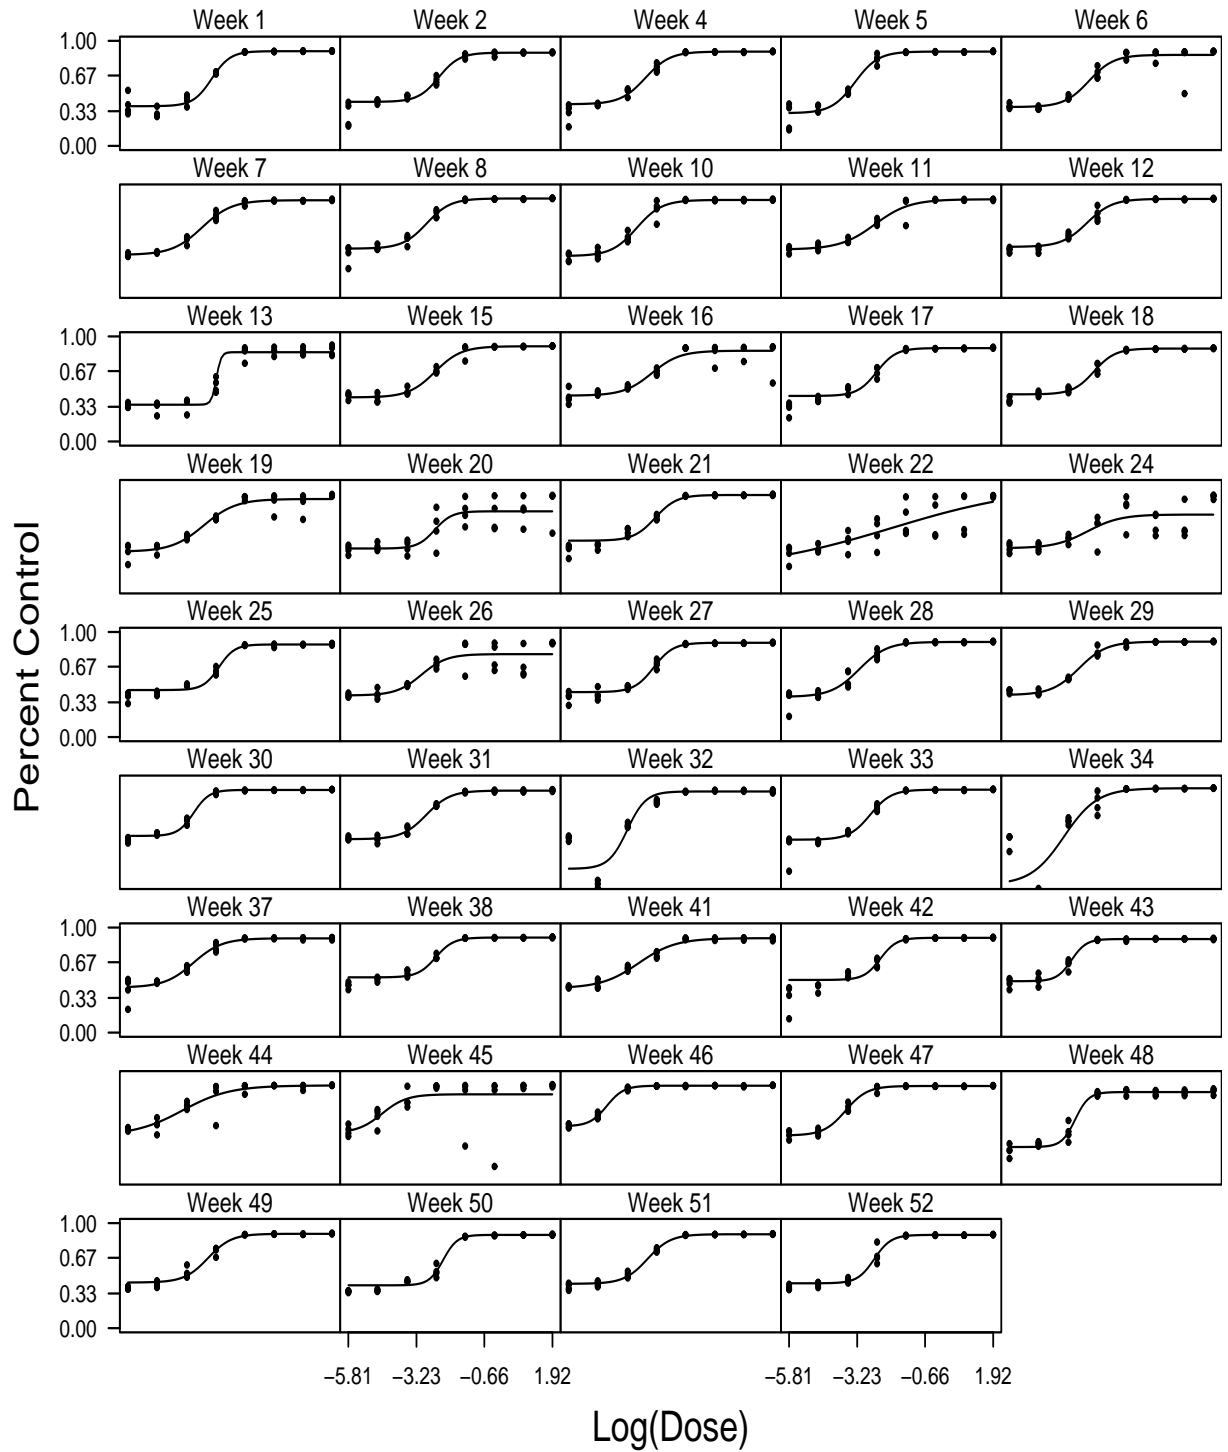 Week 1 Week 2 Week 4 Week 5 Week 6
1.00
0.67
0.33
0.00
Week 7 Week 8 Week 10 Week 11 Week 12
Week 13 Week 15 Week 16 Week 17 Week 18
1.00
0.67
0.33
0.00
Week 19 Week 20 Week 21 Week 22 Week 24
Percent Control
Week 25 Week 26 Week 27 Week 28 Week 29
1.00
0.67
0.33
0.00
Week 30 Week 31 Week 32 Week 33 Week 34
Week 37 Week 38 Week 41 Week 42 Week 43
1.00
0.67
0.33
0.00
Week 44 Week 45 Week 46 Week 47 Week 48
Week 49 Week 50 Week 51 Week 52
1.00
0.67
0.33
0.00
−5.81 −3.23 −0.66 1.92 −5.81 −3.23 −0.66 1.92
Log(Dose)